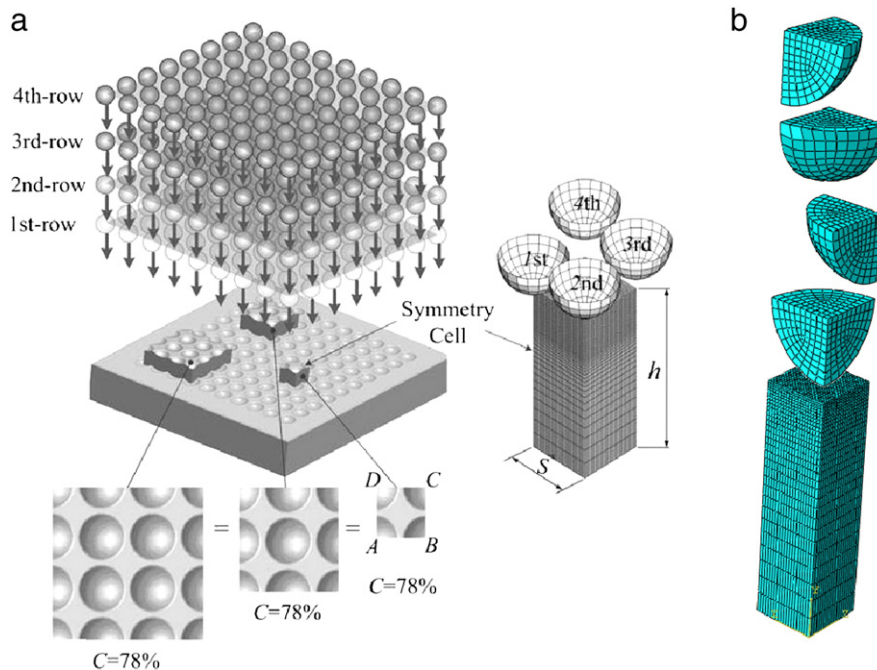 a
b
4th-row
3rd-row
2nd-row
1st-row
4th
3rd
1st
2nd
Symmetry
Cell
h
S
D C
= =
A B
C=78%
C=78%
C=78%